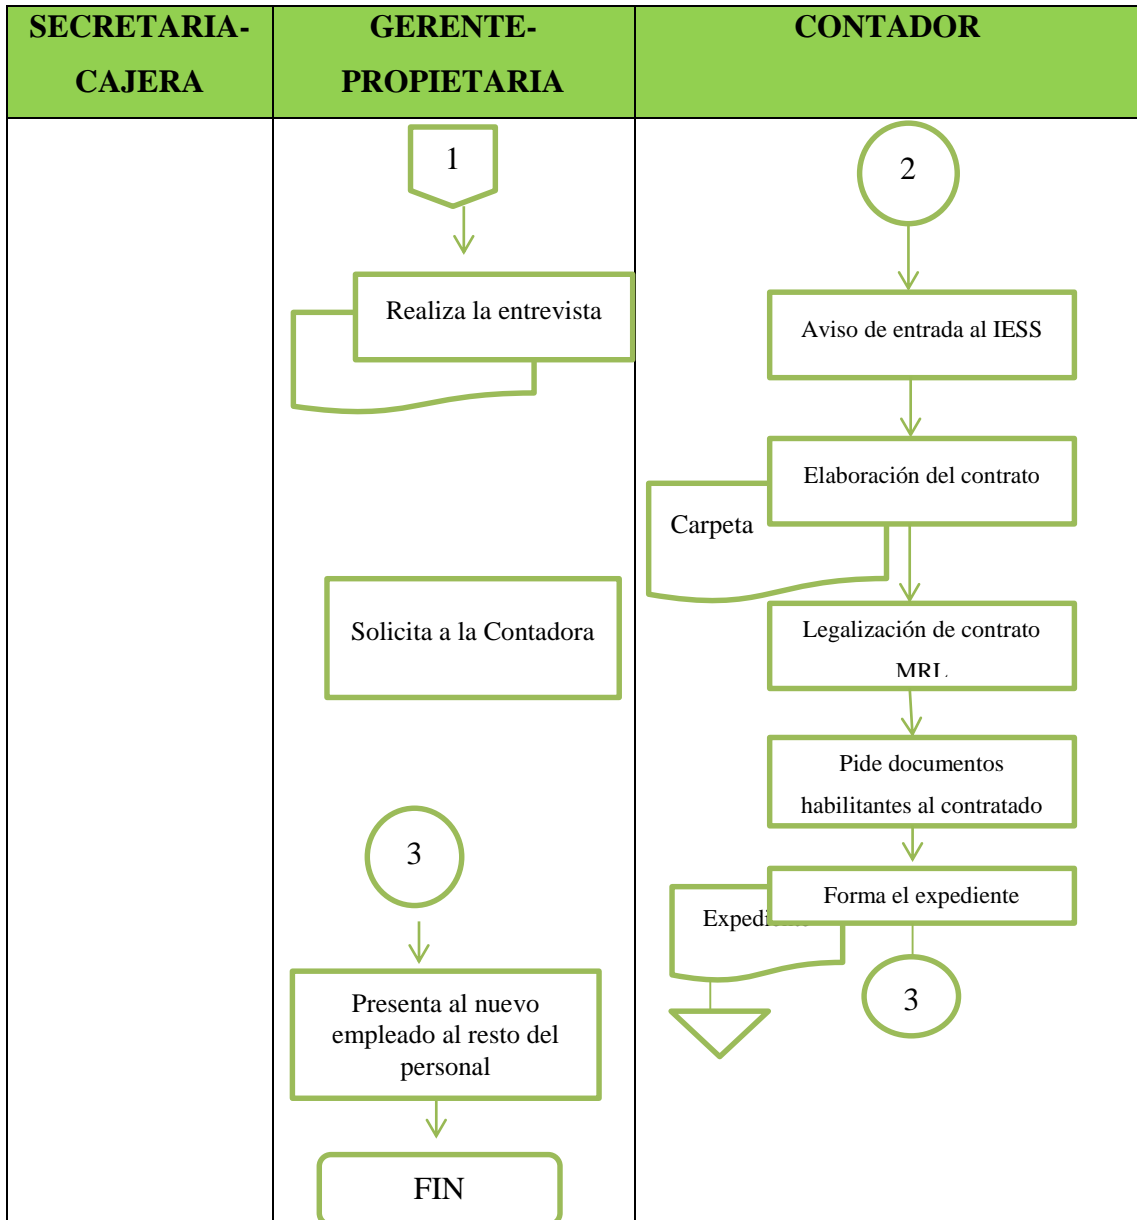 SECRETARIA-
CAJERA
GERENTE-
PROPIETARIA
CONTADOR
1
Realiza la entrevista
Solicita a la Contadora
3
Presenta al nuevo
empleado al resto del
personal
FIN
2
Aviso de entrada al IESS
Elaboración del contrato
Carpeta
Legalización de contrato
MRL
Pide documentos
habilitantes al contratado
Forma el expediente
Expediente
3